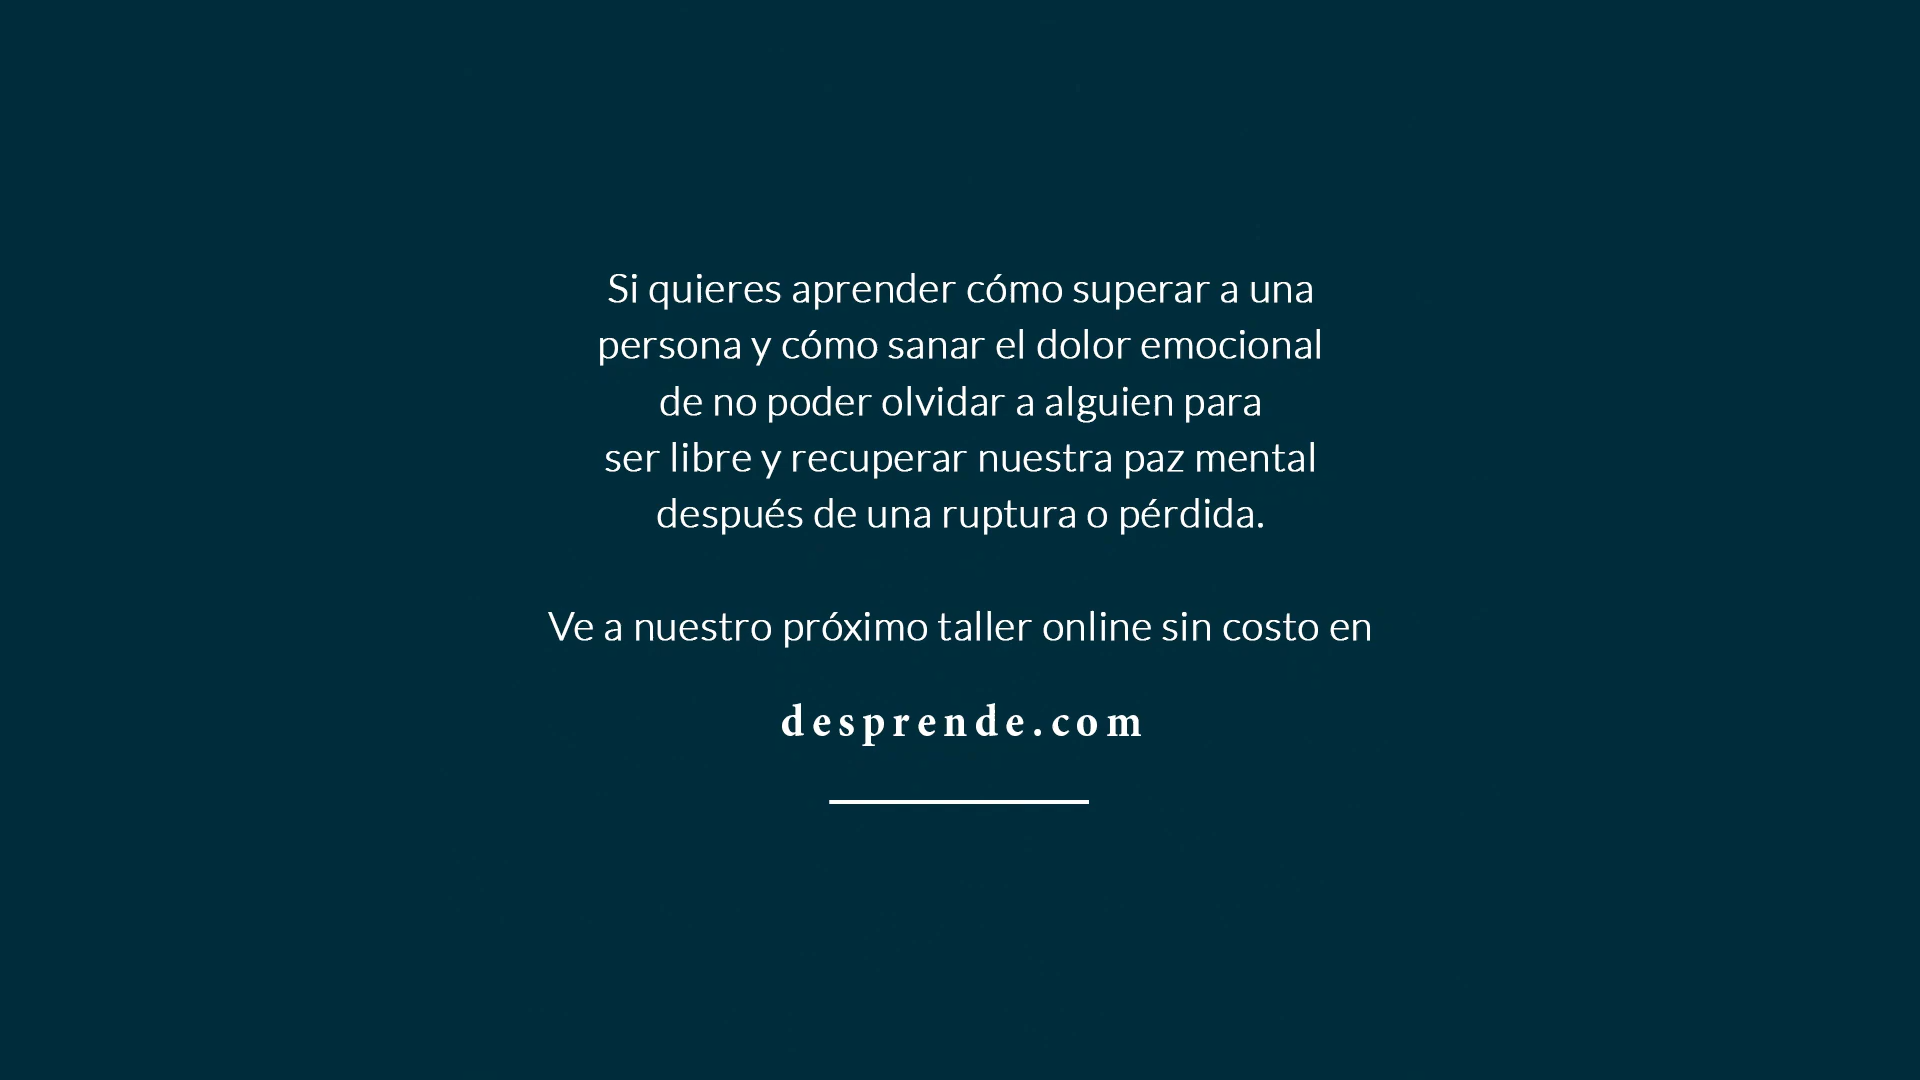 Si quieres aprender cómo superar a una
persona y cómo sanar el dolor emocional
de no poder olvidar a alguien para
ser libre y recuperar nuestra paz mental
después de una ruptura o pérdida.
Ve a nuestro próximo taller online sin costo en
desprende.com